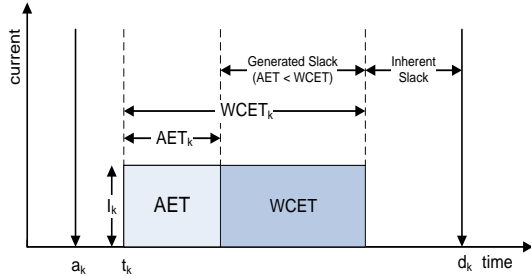 current
Generated Slack
(AET < WCET)
Inherent
Slack
WCETk
AETk
Ik
AET
WCET
ak
tk
dk
time